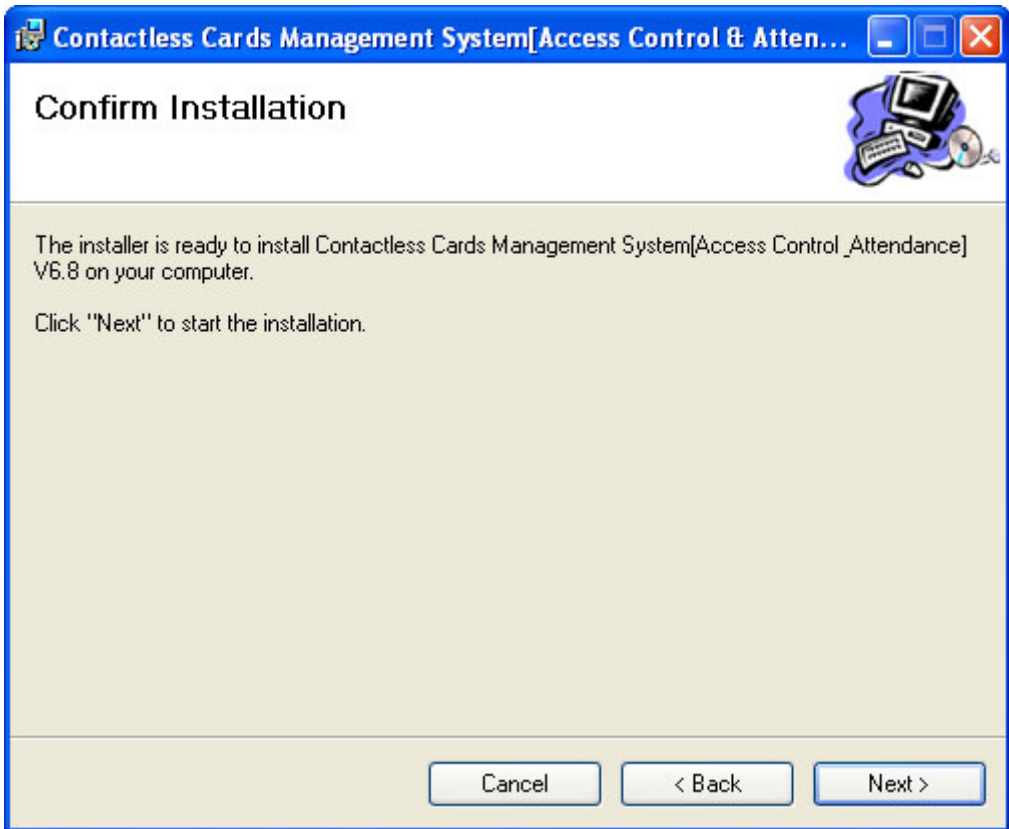 Contactless Cards Management System[Access Control & Atten...
Confirm Installation
The installer is ready to install Contactless Cards Management System[Access Control _Attendance]
V6.8 on your computer.
Click "Next" to start the installation.
Cancel
< Back
Next >